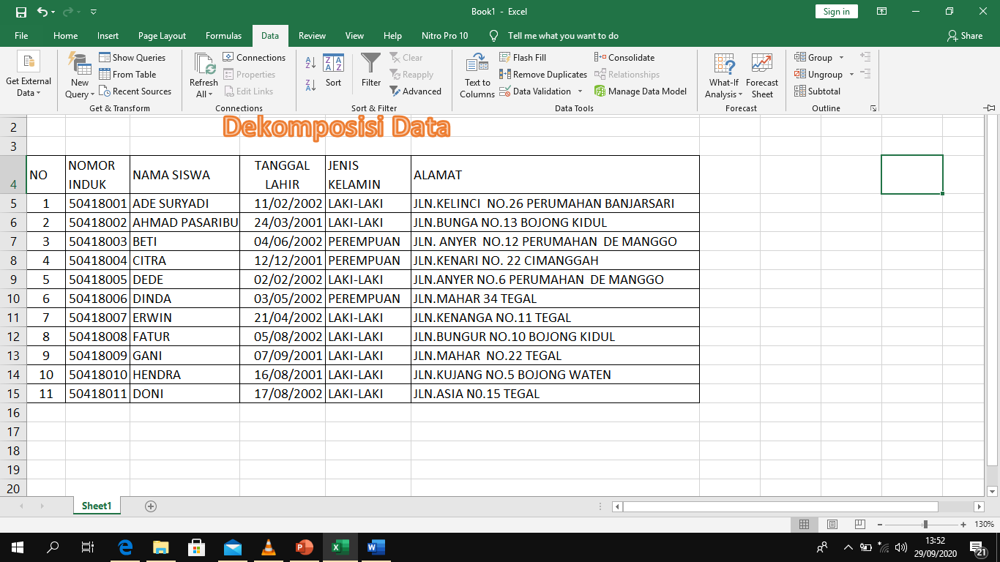 Book1 - Excel
Sign in
File Home Insert Page Layout Formulas Data Review View Help Nitro Pro 10 Tell me what you want to do Share
Get External Data
New Query
Show Queries
From Table
Recent Sources
Get & Transform
Refresh All
Connections
Properties
Edit Links
Connections
Sort
Filter
Clear
Reapply
Advanced
Sort & Filter
Text to Columns
Flash Fill
Remove Duplicates
Data Validation
Consolidate
Relationships
Manage Data Model
Data Tools
What-If Analysis
Forecast Sheet
Forecast
Group
Ungroup
Subtotal
Outline
2 Dekomposisi Data
3
4 NO NOMOR INDUK NAMA SISWA TANGGAL LAHIR JENIS KELAMIN ALAMAT
5 1 50418001 ADE SURYADI 11/02/2002 LAKI-LAKI JLN.KELINCI NO.26 PERUMAHAN BANJARSARI
6 2 50418002 AHMAD PASARIBU 24/03/2001 LAKI-LAKI JLN.BUNGA NO.13 BOJONG KIDUL
7 3 50418003 BETI 04/06/2002 PEREMPUAN JLN. ANYER NO.12 PERUMAHAN DE MANGGO
8 4 50418004 CITRA 12/12/2001 PEREMPUAN JLN.KENARI NO. 22 CIMANGGAH
9 5 50418005 DEDE 02/02/2002 LAKI-LAKI JLN.ANYER NO.6 PERUMAHAN DE MANGGO
10 6 50418006 DINDA 03/05/2002 PEREMPUAN JLN.MAHAR 34 TEGAL
11 7 50418007 ERWIN 21/04/2002 LAKI-LAKI JLN.KENANGA NO.11 TEGAL
12 8 50418008 FATUR 05/08/2002 LAKI-LAKI JLN.BUNGUR NO.10 BOJONG KIDUL
13 9 50418009 GANI 07/09/2001 LAKI-LAKI JLN.MAHAR NO.22 TEGAL
14 10 50418010 HENDRA 16/08/2001 LAKI-LAKI JLN.KUJANG NO.5 BOJONG WATEN
15 11 50418011 DONI 17/08/2002 LAKI-LAKI JLN.ASIA N0.15 TEGAL
16
17
18
19
20
Sheet1
130%
13:52
29/09/2020
21